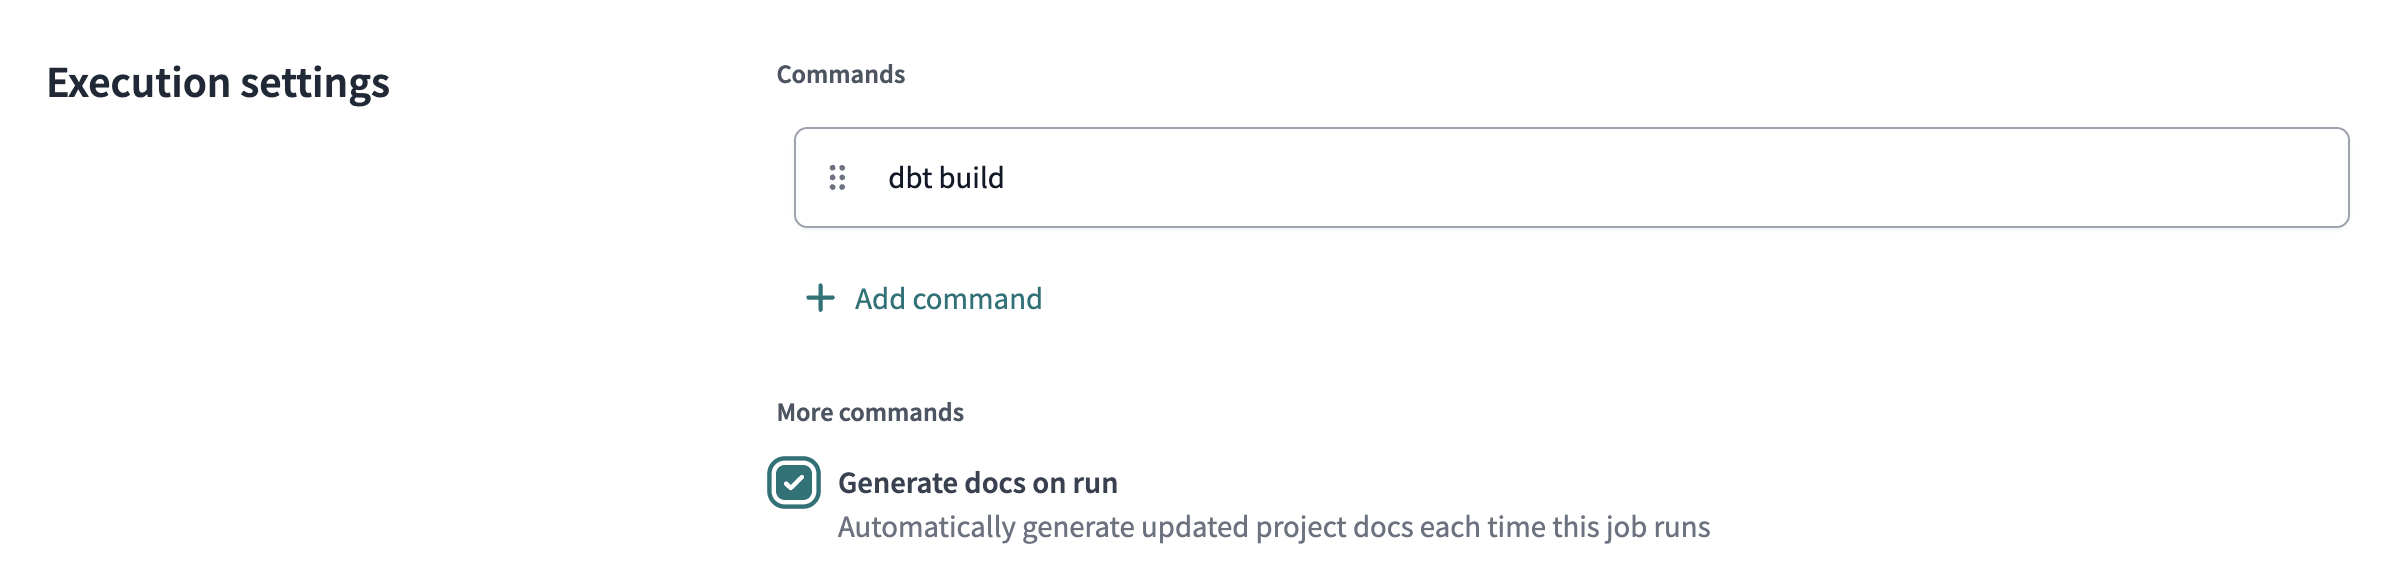 Execution settings
Commands
dbt build
Add command
More commands
Generate docs on run
Automatically generate updated project docs each time this job runs